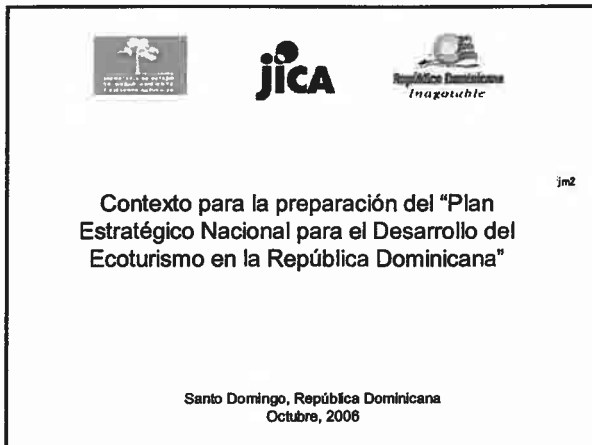 jICA
República Dominicana
Inagotable
jm2
Contexto para la preparación del “Plan
Estratégico Nacional para el Desarrollo del
Ecoturismo en la República Dominicana”
Santo Domingo, República Dominicana
Octubre, 2006